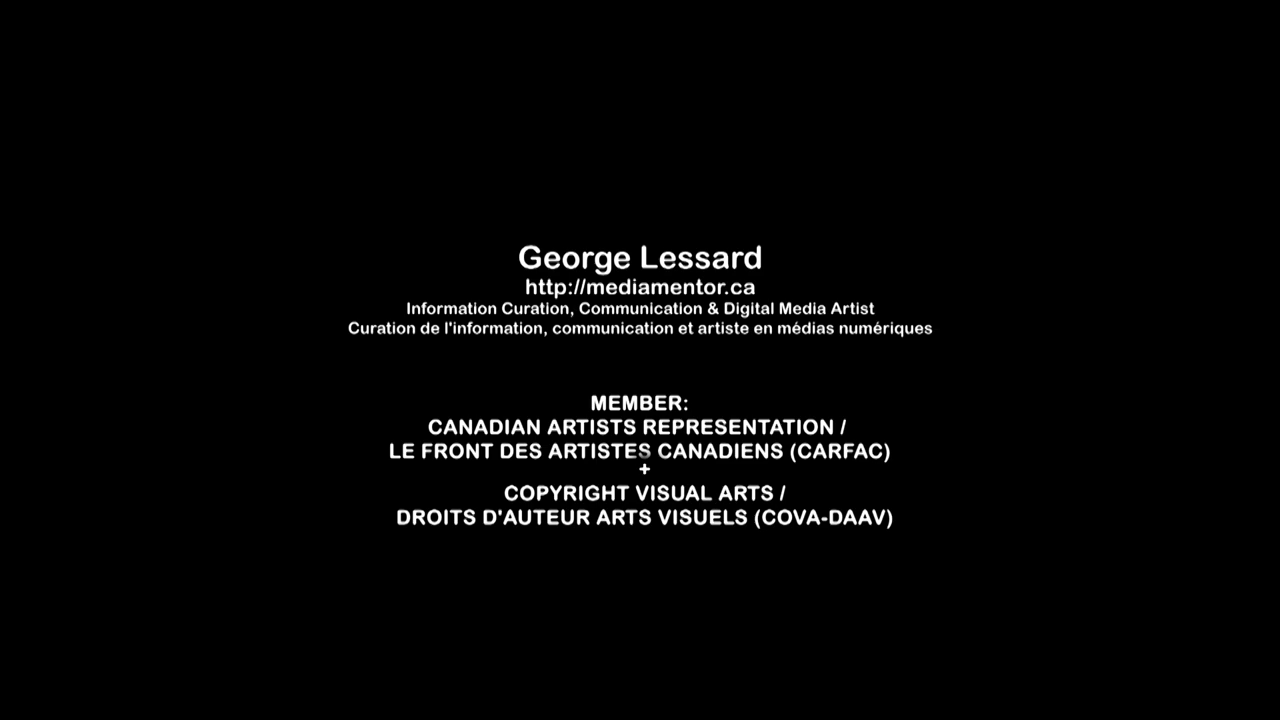 George Lessard
http://mediamentor.ca
Information Curation, Communication & Digital Media Artist
Curation de l'information, communication et artiste en médias numériques
MEMBER:
CANADIAN ARTISTS REPRESENTATION /
LE FRONT DES ARTISTES CANADIENS (CARFAC)
+
COPYRIGHT VISUAL ARTS /
DROITS D'AUTEUR ARTS VISUELS (COVA-DAAV)